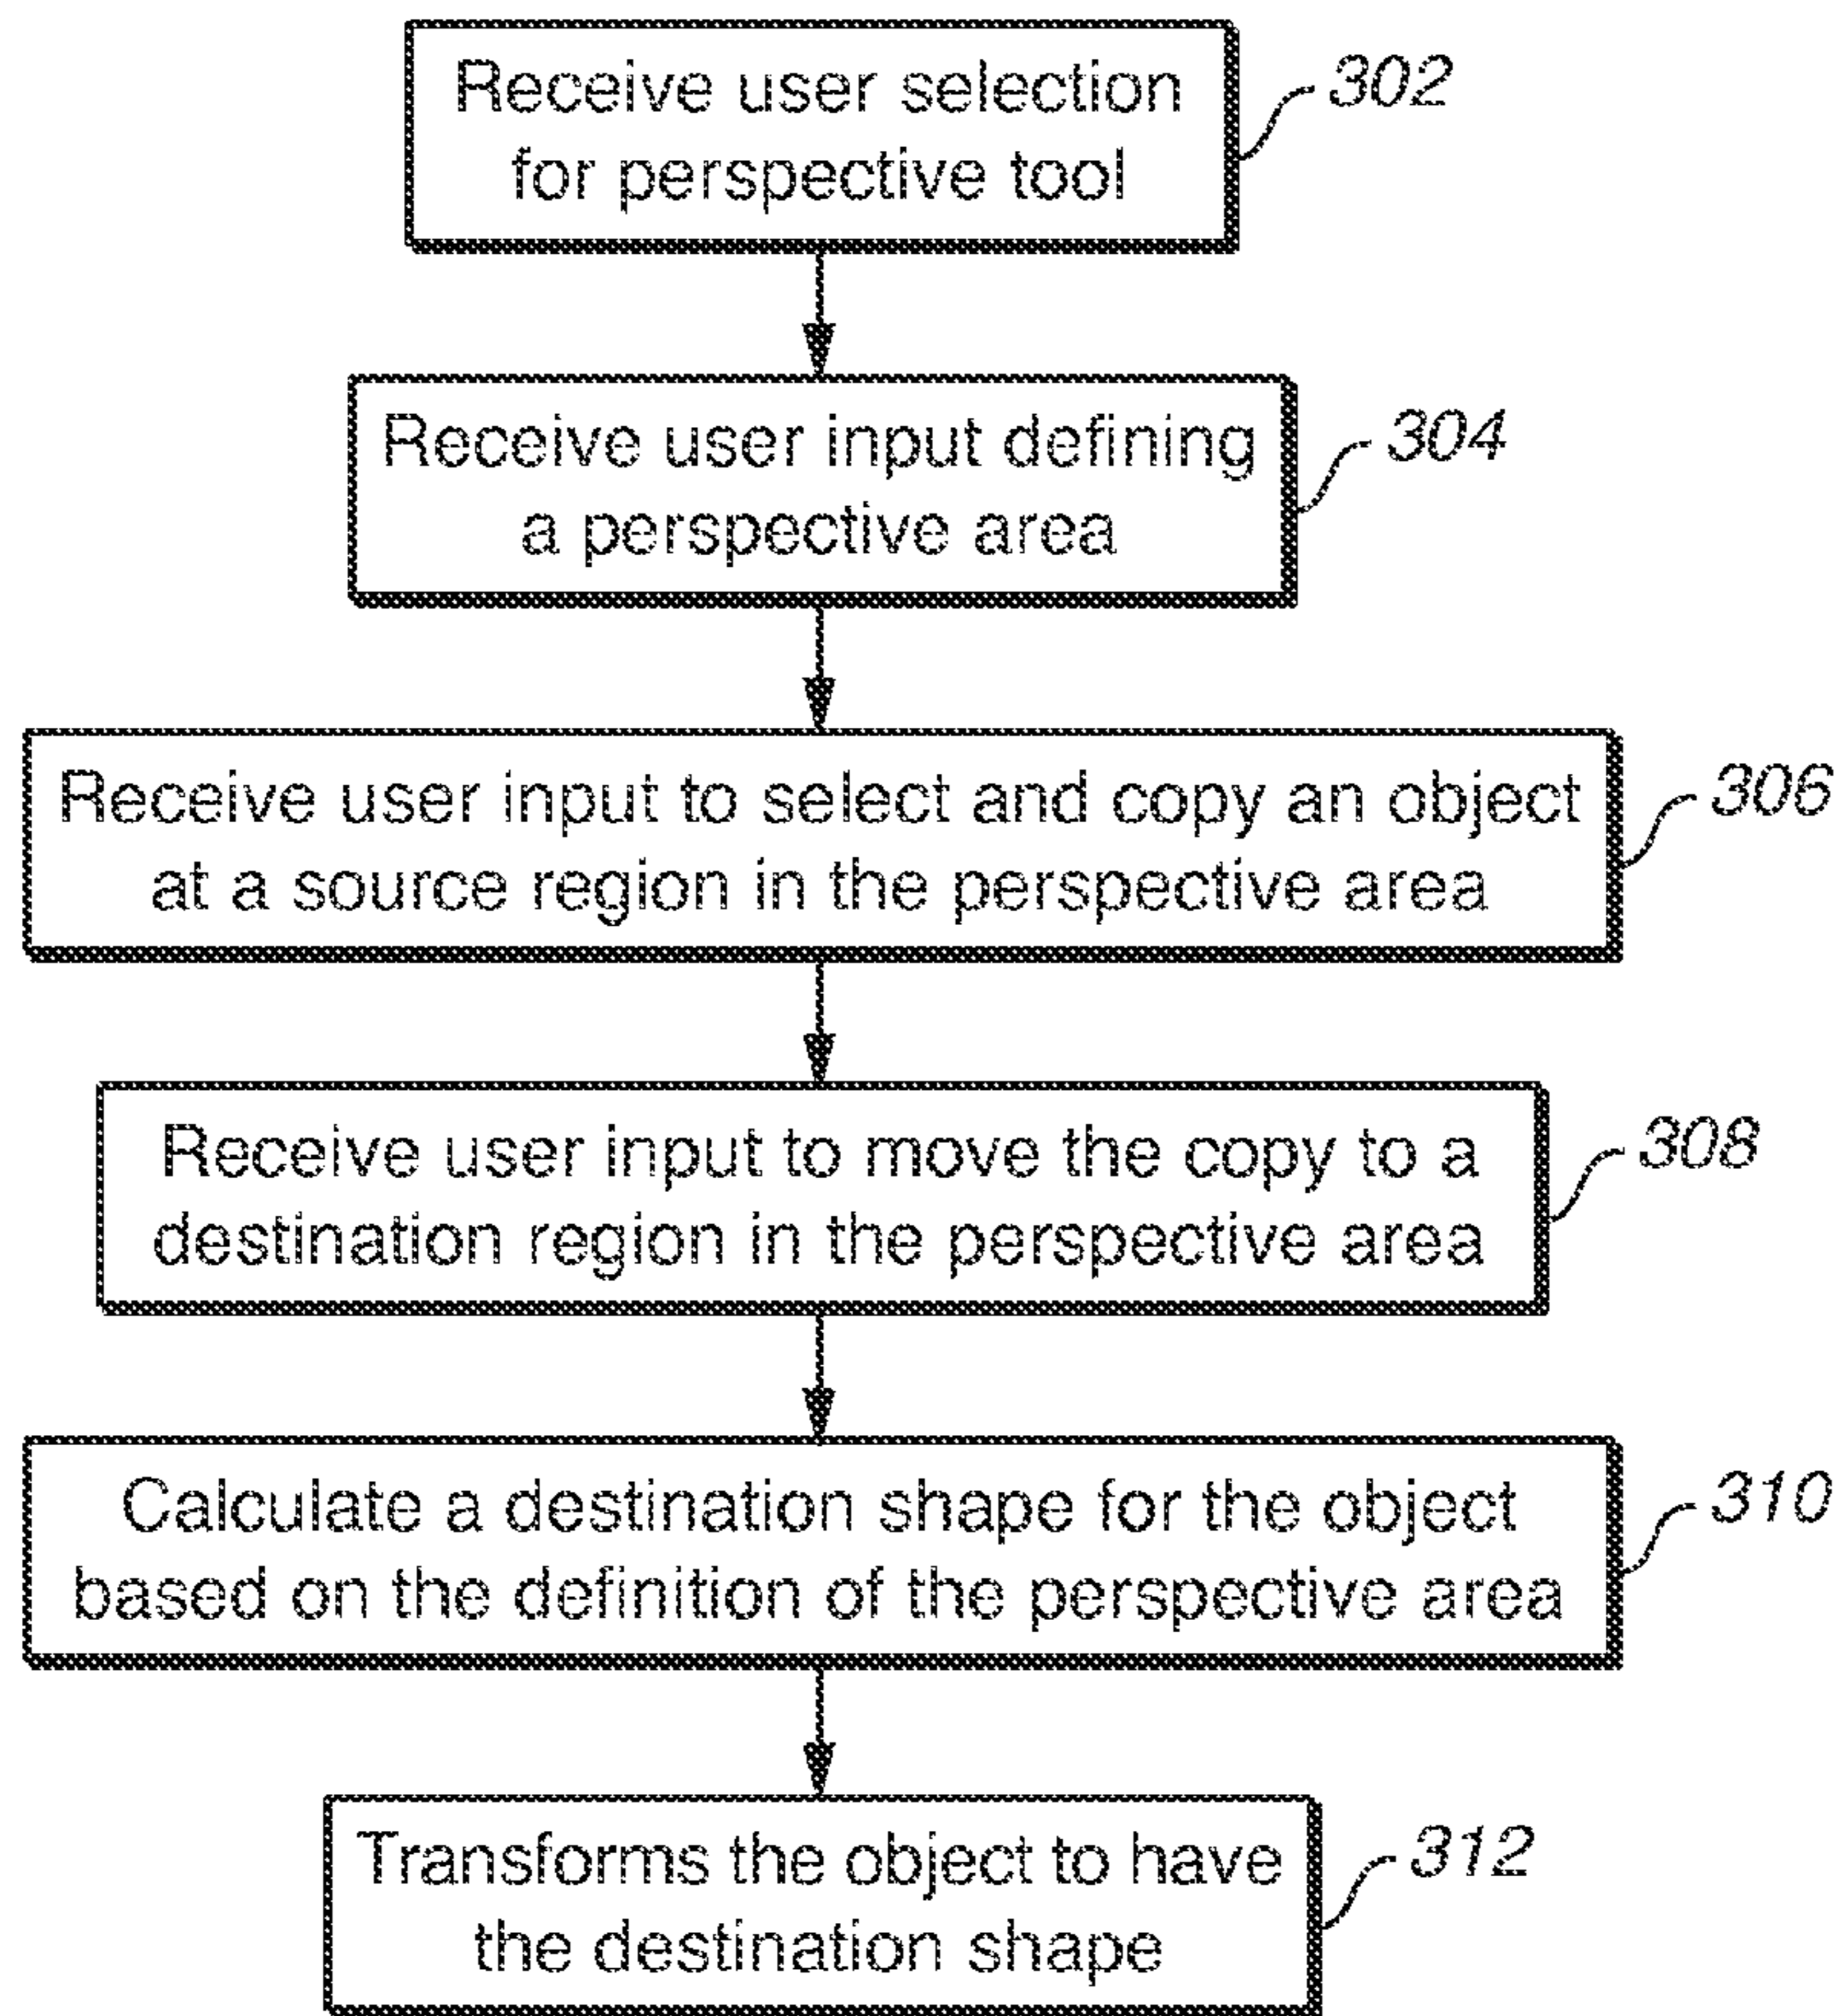 Receive user selection
for perspective tool
302
Receive user input defining
a perspective area
304
Receive user input to select and copy an object
at a source region in the perspective area
306
Receive user input to move the copy to a
destination region in the perspective area
308
Calculate a destination shape for the object
based on the definition of the perspective area
310
Transforms the object to have
the destination shape
312